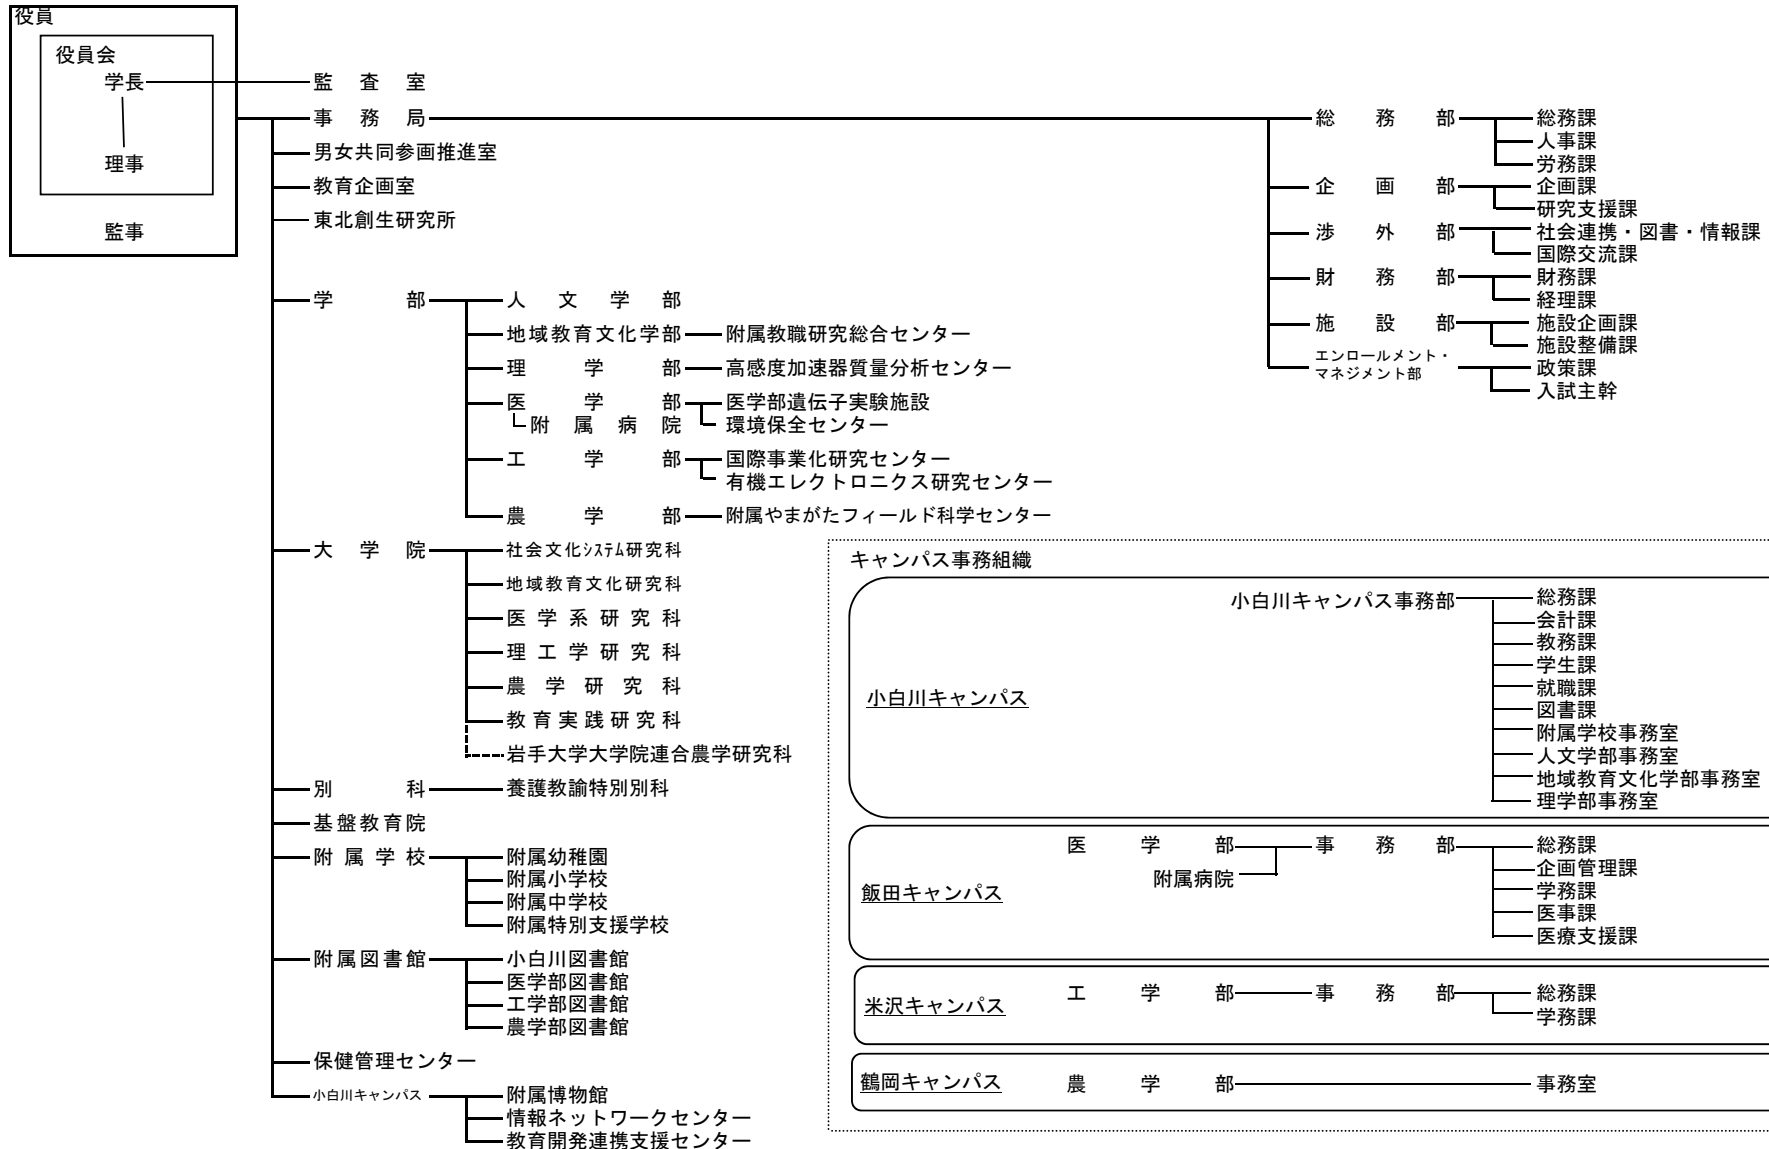 役員
役員会
学長
理事
監事
監査室
事務局
男女共同参画推進室
教育企画室
東北創生研究所
学部
人文学部
地域教育文化学部
附属教職研究総合センター
理学部
高感度加速器質量分析センター
医学部
医学部遺伝子実験施設
附属病院
環境保全センター
工学部
国際事業化研究センター
有機エレクトロニクス研究センター
農学部
附属やまがたフィールド科学センター
大学院
社会文化システム研究科
地域教育文化研究科
医学系研究科
理工学研究科
農学研究科
教育実践研究科
岩手大学大学院連合農学研究科
別科
養護教諭特別別科
基盤教育院
附属学校
附属幼稚園
附属小学校
附属中学校
附属特別支援学校
附属図書館
小白川図書館
医学部図書館
工学部図書館
農学部図書館
保健管理センター
小白川キャンパス
附属博物館
情報ネットワークセンター
教育開発連携支援センター
総務部
総務課
人事課
労務課
企画部
企画課
研究支援課
渉外部
社会連携・図書・情報課
国際交流課
財務部
財務課
経理課
施設部
施設企画課
施設整備課
エンロールメント・
マネジメント部
政策課
入試主幹
キャンパス事務組織
小白川キャンパス
小白川キャンパス事務部
総務課
会計課
教務課
学生課
就職課
図書課
附属学校事務室
人文学部事務室
地域教育文化学部事務室
理学部事務室
飯田キャンパス
医学部
附属病院
事務部
総務課
企画管理課
学務課
医事課
医療支援課
米沢キャンパス
工学部
事務部
総務課
学務課
鶴岡キャンパス
農学部
事務室